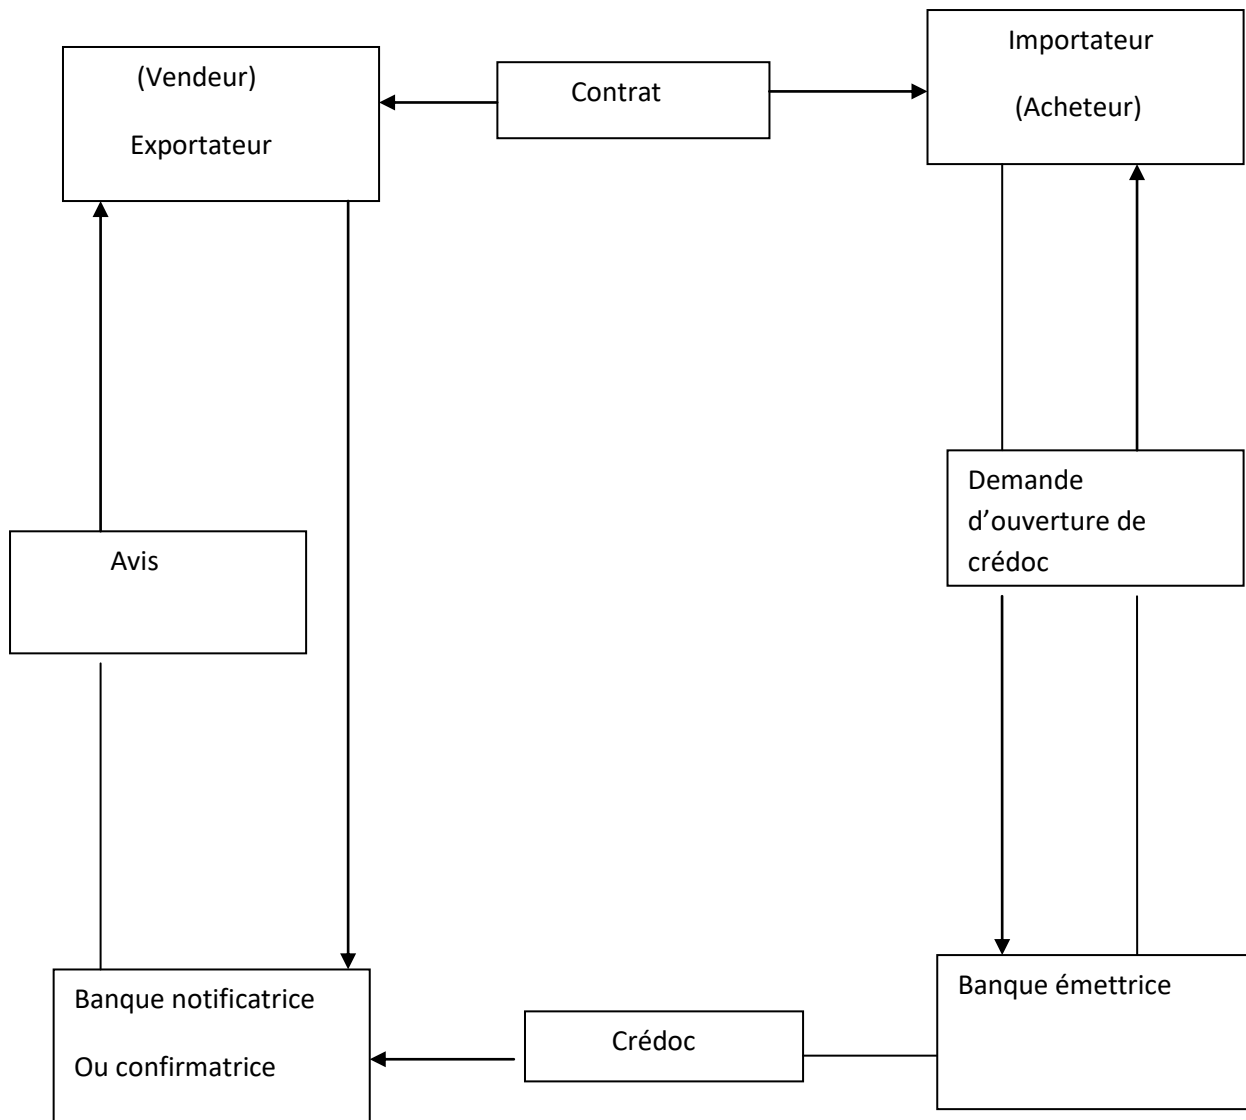 (Vendeur)
Exportateur
Contrat
Importateur
(Acheteur)
Demande
d’ouverture de
crédoc
Avis
Banque notificatrice
Ou confirmatrice
Crédoc
Banque émettrice